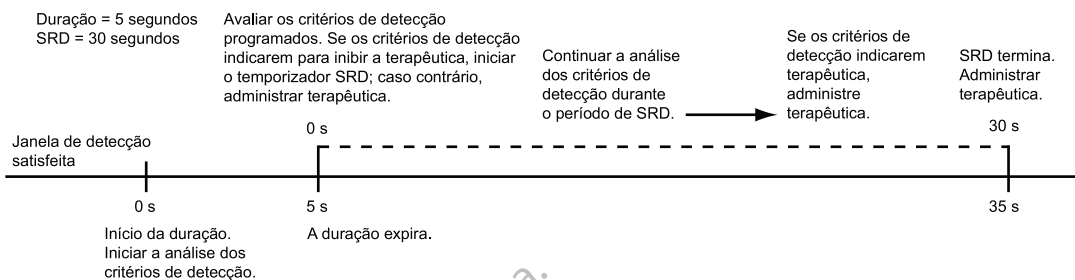 Duração = 5 segundos
SRD = 30 segundos
Avaliar os critérios de detecção
programados. Se os critérios de detecção
indicarem para inibir a terapêutica, iniciar
o temporizador SRD; caso contrário,
administrar terapêutica.
Continuar a análise
dos critérios de
detecção durante
o período de SRD.
Se os critérios de
detecção indicarem
terapêutica,
administre
terapêutica.
SRD termina.
Administrar
terapêutica.
0 s
30 s
Janela de detecção
satisfeita
0 s
5 s
35 s
Início da duração.
Iniciar a análise dos
critérios de detecção.
A duração expira.